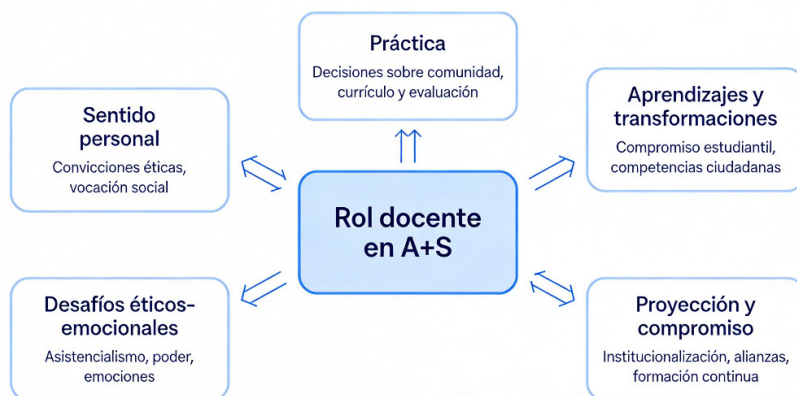 Práctica
Decisiones sobre comunidad,
currículo y evaluación
Sentido
personal
Convicciones éticas,
vocación social
Aprendizajes y
transformaciones
Compromiso estudiantil,
competencias ciudadanas
Rol docente
en A+S
Desafíos éticos-
emocionales
Asistencialismo, poder,
emociones
Proyección y
compromiso
Institucionalización, alianzas,
formación continua